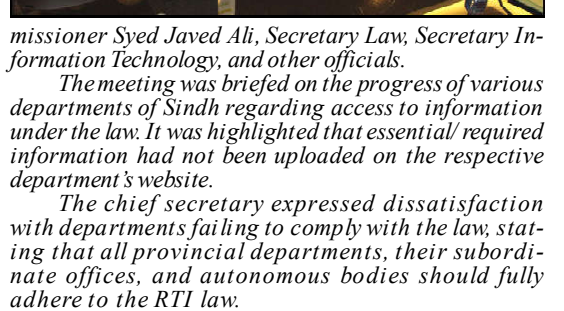 missioner Syed Javed Ali, Secretary Law, Secretary In-
formation Technology, and other officials.
The meeting was briefed on the progress of various
departments of Sindh regarding access to information
under the law. It was highlighted that essential/ required
information had not been uploaded on the respective
department's website.
The chief secretary expressed dissatisfaction
with departments failing to comply with the law, stat-
ing that all provincial departments, their subordi-
nate offices, and autonomous bodies should fully
adhere to the RTI law.